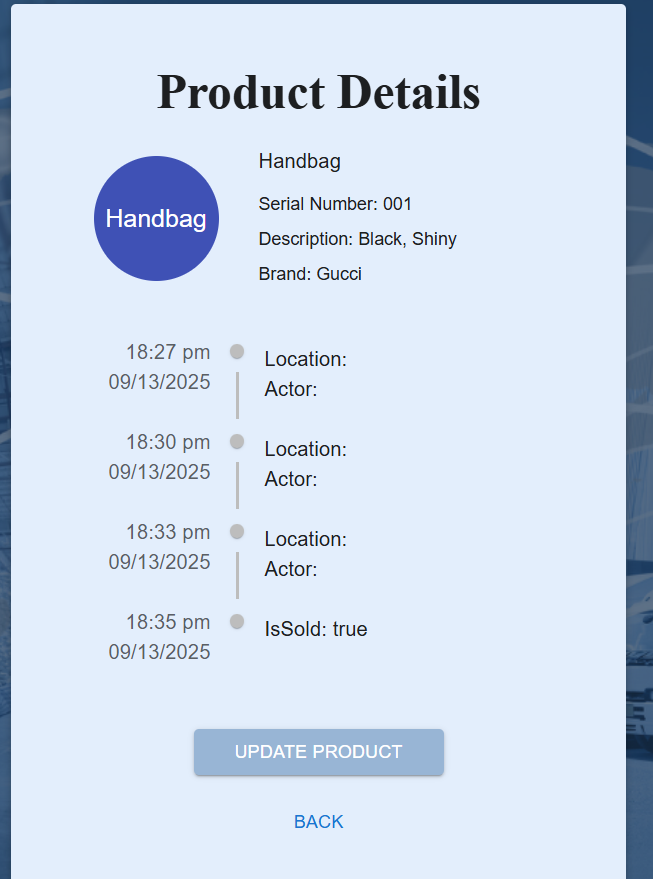 Product Details
Handbag
Handbag
Serial Number: 001
Description: Black, Shiny
Brand: Gucci
18:27 pm
09/13/2025
Location:
Actor:
18:30 pm
09/13/2025
Location:
Actor:
18:33 pm
09/13/2025
Location:
Actor:
18:35 pm
09/13/2025
IsSold: true
UPDATE PRODUCT
BACK